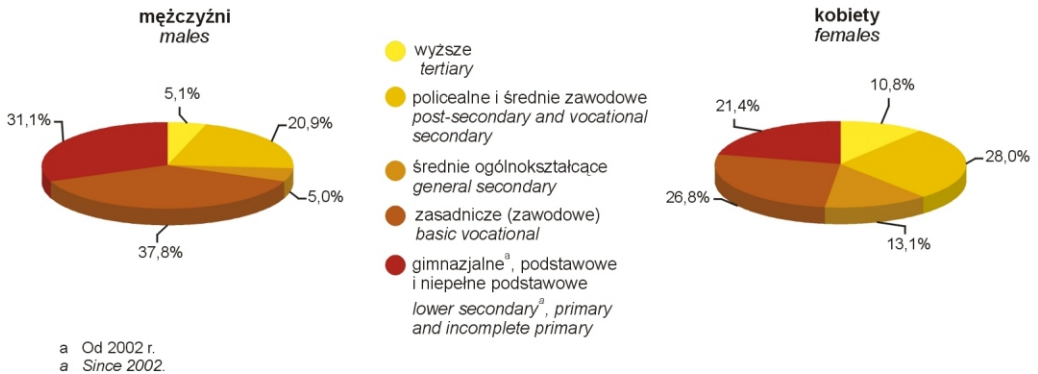 mężczyźni
males
5,1%
31,1%
20,9%
5,0%
37,8%
wyższe
tertiary
policealne i średnie zawodowe
post-secondary and vocational
secondary
średnie ogólnokształcące
general secondary
zasadnicze (zawodowe)
basic vocational
gimnazjalneᵃ, podstawowe
i niepełne podstawowe
lower secondaryᵃ, primary
and incomplete primary
kobiety
females
10,8%
21,4%
28,0%
26,8%
13,1%
a Od 2002 r.
a Since 2002.